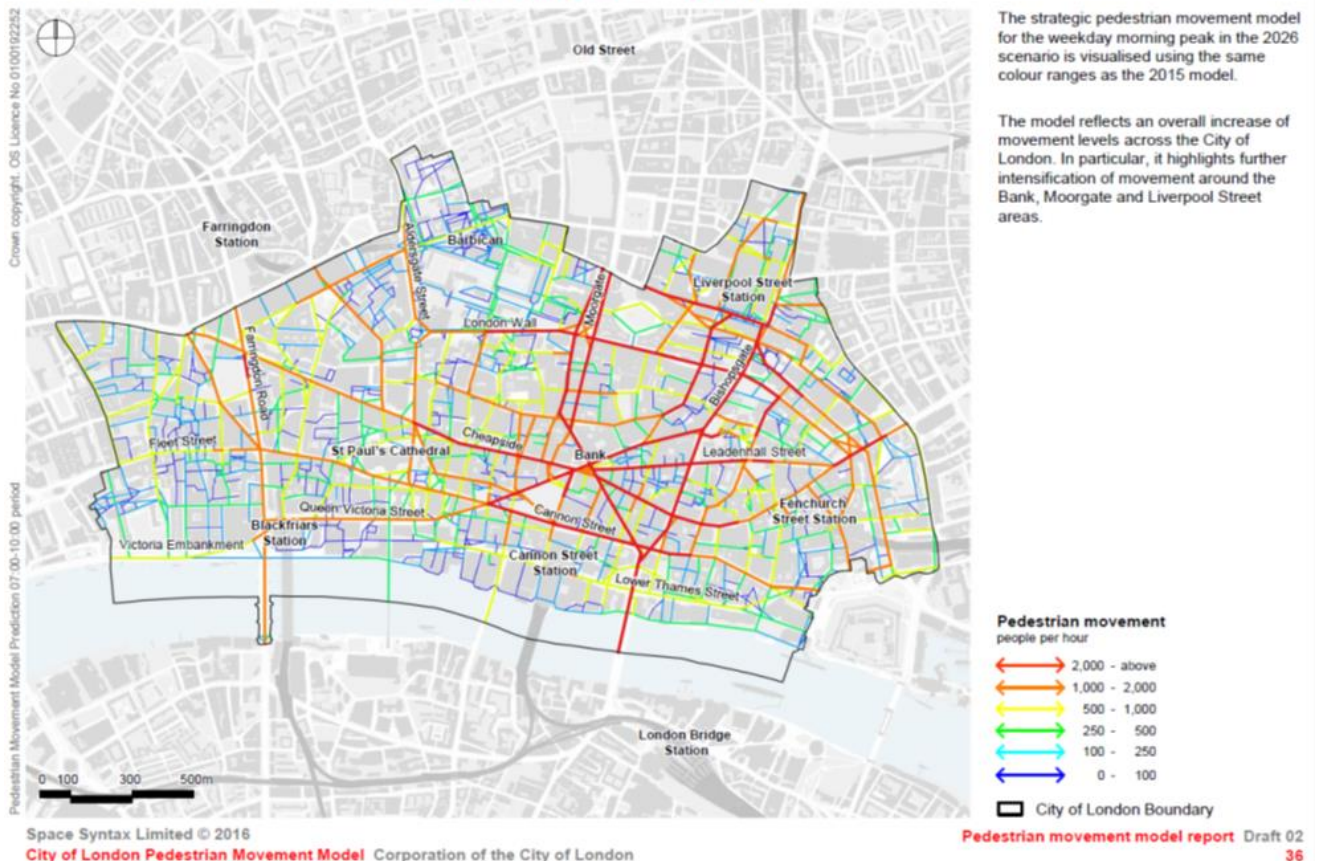 Crown copyright. OS Licence No 0100192252
Pedestrian Movement Model Prediction 07:00-10:00 period
Old Street
Farringdon
Station
Aldersgate Street
Barbican
Moorgate
Liverpool Street
Station
London Wall
Farringdon Road
Bishopsgate
Fleet Street
St Paul's Cathedral
Cheapside
Bank
Leadenhall Street
Queen Victoria Street
Cannon Street
Fenchurch
Street Station
Blackfriars
Station
Victoria Embankment
Cannon Street
Station
Lower Thames Street
London Bridge
Station
0 100 300 500m
The strategic pedestrian movement model
for the weekday morning peak in the 2026
scenario is visualised using the same
colour ranges as the 2015 model.
The model reflects an overall increase of
movement levels across the City of
London. In particular, it highlights further
intensification of movement around the
Bank, Moorgate and Liverpool Street
areas.
Pedestrian movement
people per hour
2,000 - above
1,000 - 2,000
500 - 1,000
250 - 500
100 - 250
0 - 100
City of London Boundary
Space Syntax Limited © 2016
City of London Pedestrian Movement Model Corporation of the City of London
Pedestrian movement model report Draft 02
36